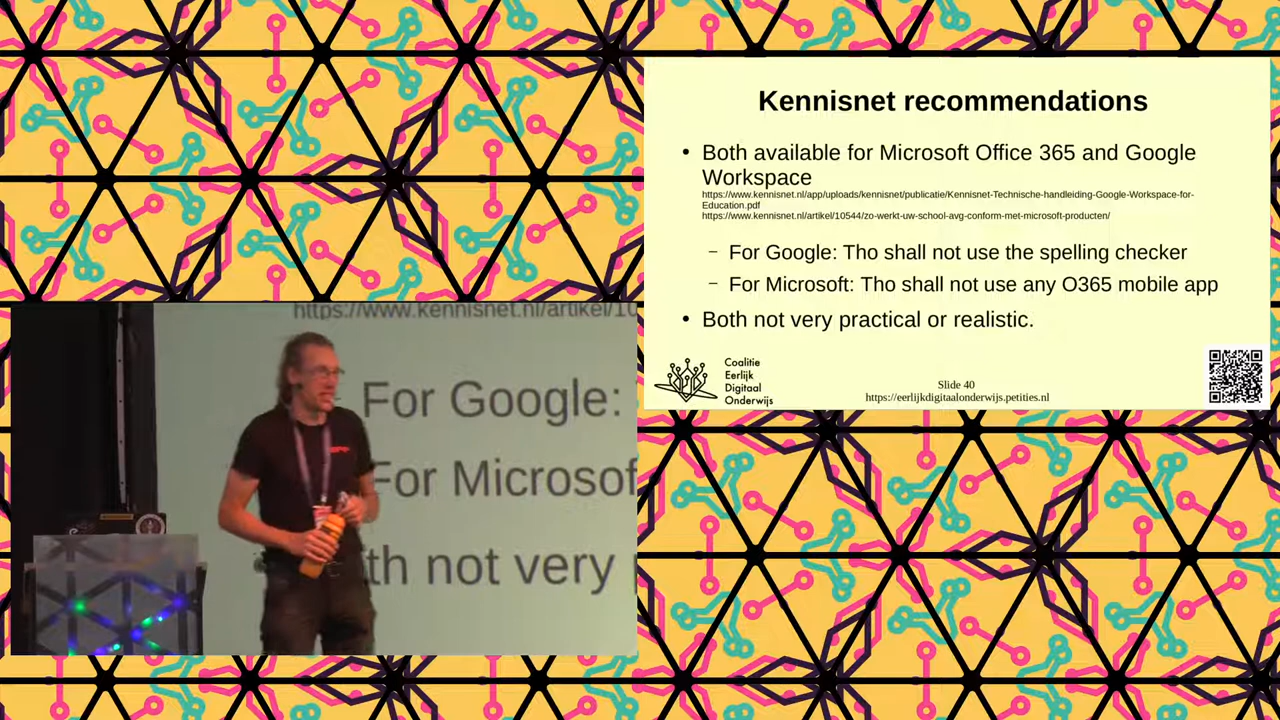 Kennisnet recommendations
• Both available for Microsoft Office 365 and Google
Workspace
https://www.kennisnet.nl/app/uploads/kennisnet/publicatie/Kennisnet-Technische-handleiding-Google-Workspace-for-
Education.pdf
https://www.kennisnet.nl/artikel/10544/zo-werkt-uw-school-avg-conform-met-microsoft-producten/
– For Google: Tho shall not use the spelling checker
– For Microsoft: Tho shall not use any O365 mobile app
• Both not very practical or realistic.
Coalitie
Eerlijk
Digitaal
Onderwijs
Slide 40
https://eerlijkdigitaalonderwijs.petities.nl
https://www.kennisnet.nl/artikel/10
For Google:
For Microsof
th not very